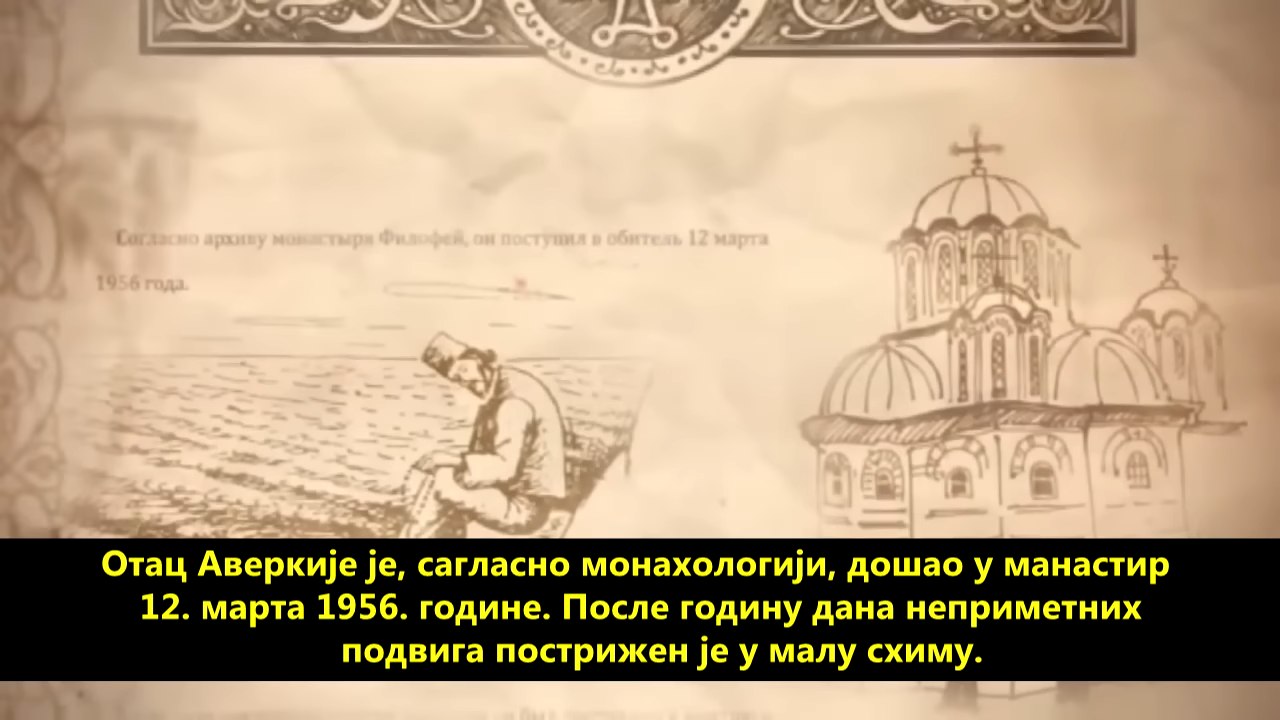 Согласно архиву монастыря Филофей, он поступил в обитель 12 марта
1956 года.
Отац Аверкије је, сагласно монахологији, дошао у манастир
12. марта 1956. године. После годину дана неприметних
подвига пострижен је у малу схиму.